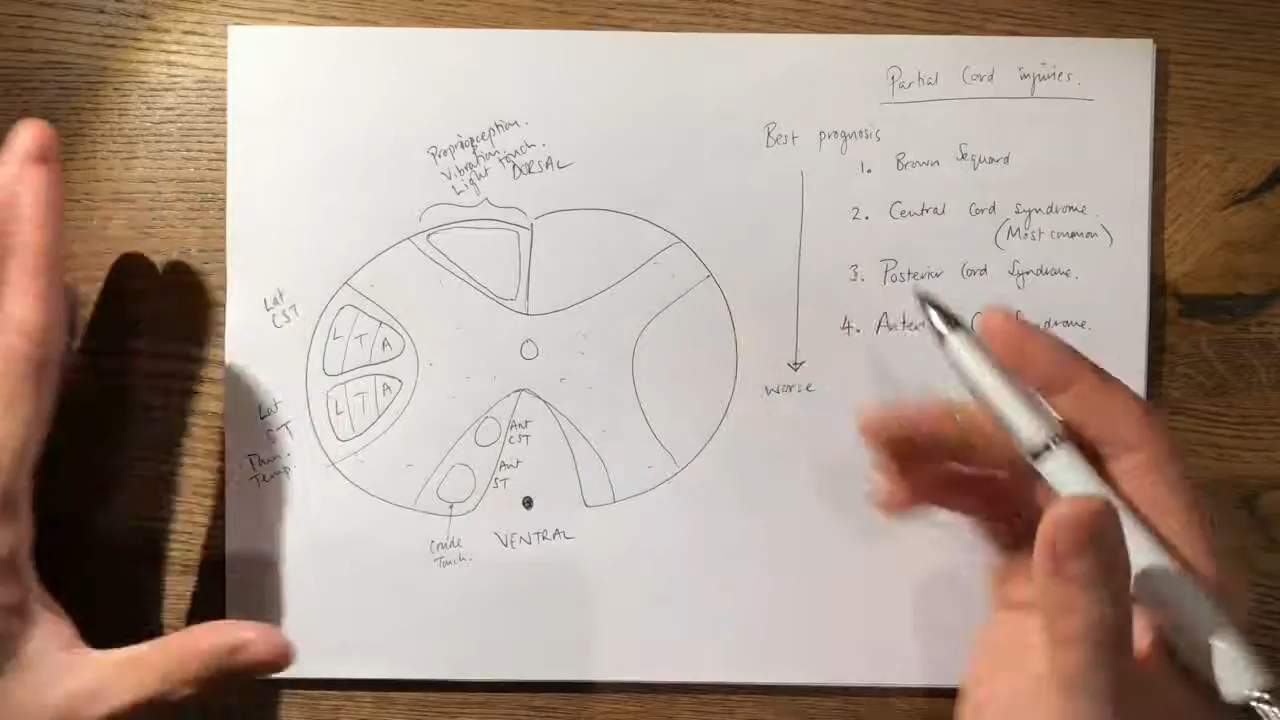 Partial Cord injuries.
Best prognosis
1. Brown Sequard
2. Central Cord syndrome.
(Most common)
3. Posterior Cord Syndrome.
4. Syndrome.
worse
Proprioception.
Vibration.
Light touch.
DORSAL
Lat
CST
L T A
L T A
Lat
ST
Pain.
Temp.
Ant
CST
Ant
ST
Crude
Touch.
VENTRAL